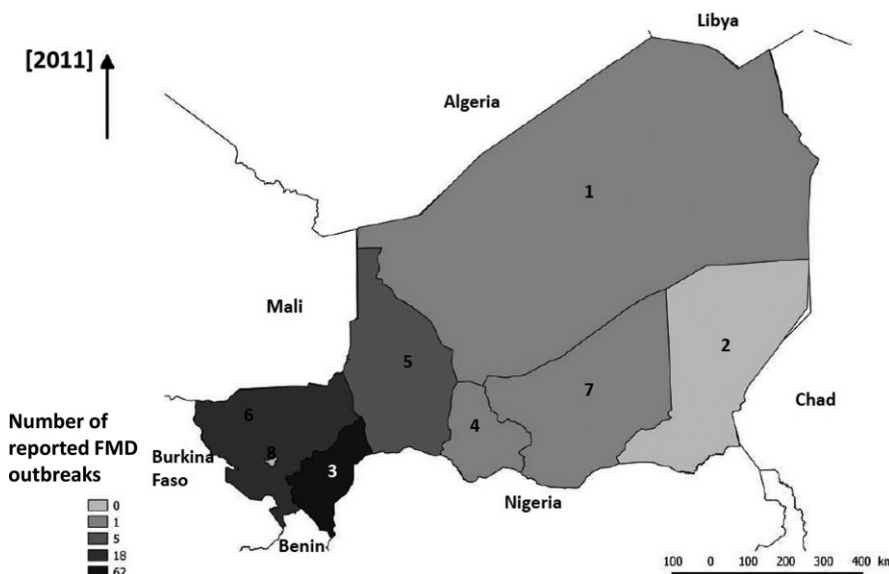 Libya
[2011]
Algeria
1
Mali
2
5
7
Chad
6
4
Number of
reported FMD
outbreaks
8
3
Burkina
Faso
Nigeria
Benin
0
1
5
18
62
100 0 100 200 300 400 km